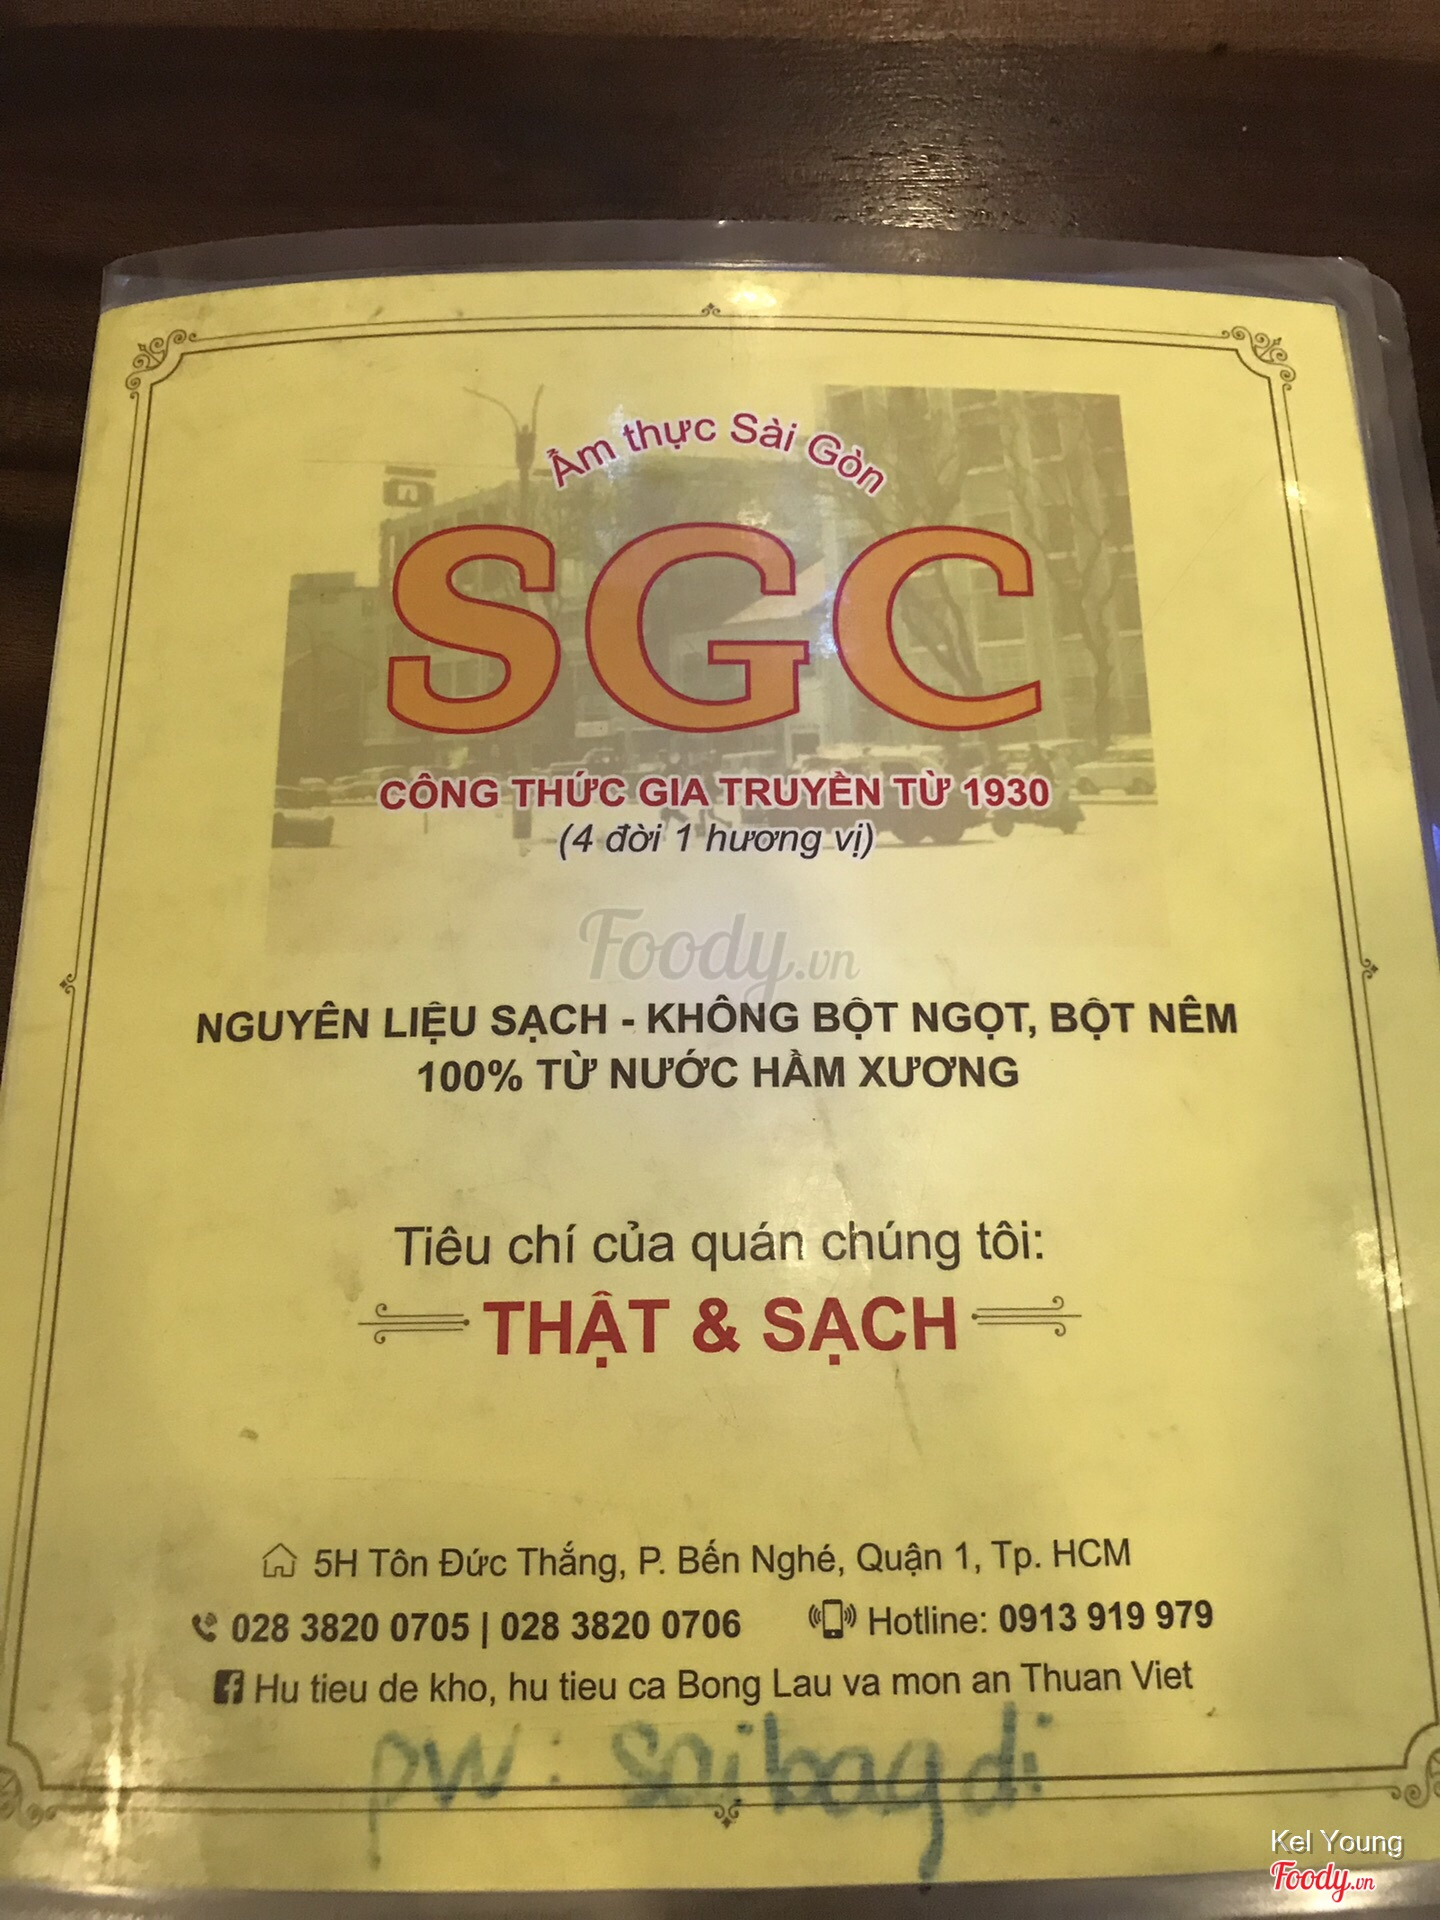 Ẩm thực Sài Gòn
SGC
CÔNG THỨC GIA TRUYỀN TỪ 1930
(4 đời 1 hương vị)
Foody.vn
NGUYÊN LIỆU SẠCH - KHÔNG BỘT NGỌT, BỘT NÊM
100% TỪ NƯỚC HẦM XƯƠNG
Tiêu chí của quán chúng tôi:
THẬT & SẠCH
5H Tôn Đức Thắng, P. Bến Nghé, Quận 1, Tp. HCM
028 3820 0705 | 028 3820 0706 Hotline: 0913 919 979
Hu tieu de kho, hu tieu ca Bong Lau va mon an Thuan Viet
pw: saibagdi
Kel Young
Foody.vn